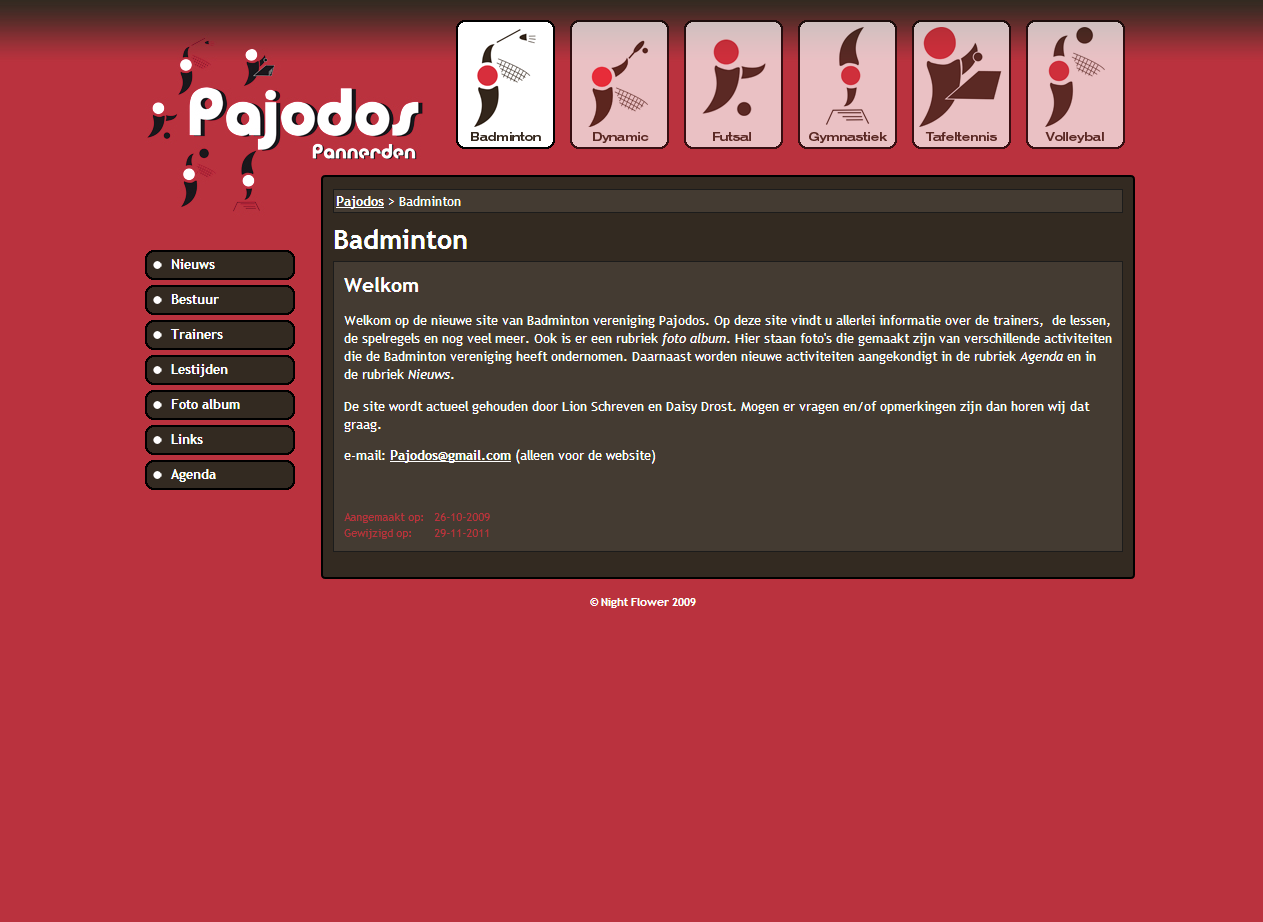 Pajodos
Pannerden
Badminton
Dynamic
Futsal
Gymnastiek
Tafeltennis
Volleybal
Pajodos > Badminton
Badminton
Nieuws
Bestuur
Trainers
Lestijden
Foto album
Links
Agenda
Welkom
Welkom op de nieuwe site van Badminton vereniging Pajodos. Op deze site vindt u allerlei informatie over de trainers,  de lessen,
de spelregels en nog veel meer. Ook is er een rubriek foto album. Hier staan foto's die gemaakt zijn van verschillende activiteiten
die de Badminton vereniging heeft ondernomen. Daarnaast worden nieuwe activiteiten aangekondigt in de rubriek Agenda en in
de rubriek Nieuws.
De site wordt actueel gehouden door Lion Schreven en Daisy Drost. Mogen er vragen en/of opmerkingen zijn dan horen wij dat
graag.
e-mail: Pajodos@gmail.com (alleen voor de website)
Aangemaakt op: 26-10-2009
Gewijzigd op: 29-11-2011
© Night Flower 2009